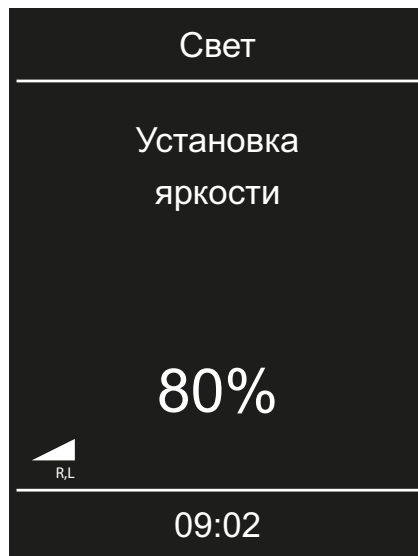 Свет
Установка
яркости
80%
R,L
09:02